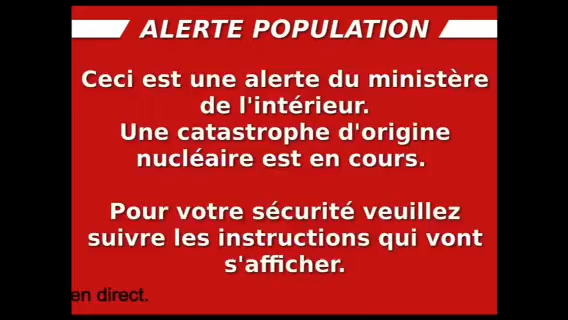 ALERTE POPULATION
Ceci est une alerte du ministère
de l'intérieur.
Une catastrophe d'origine
nucléaire est en cours.
Pour votre sécurité veuillez
suivre les instructions qui vont
s'afficher.
en direct.